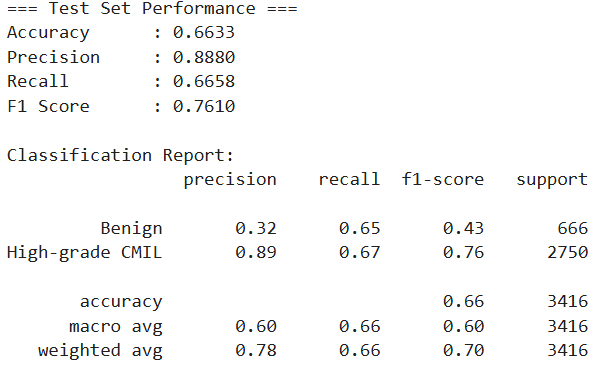 === Test Set Performance ===
Accuracy      : 0.6633
Precision     : 0.8880
Recall        : 0.6658
F1 Score      : 0.7610

Classification Report:
                 precision    recall  f1-score   support

         Benign       0.32      0.65      0.43       666
High-grade CMIL       0.89      0.67      0.76      2750

       accuracy                           0.66      3416
      macro avg       0.60      0.66      0.60      3416
   weighted avg       0.78      0.66      0.70      3416